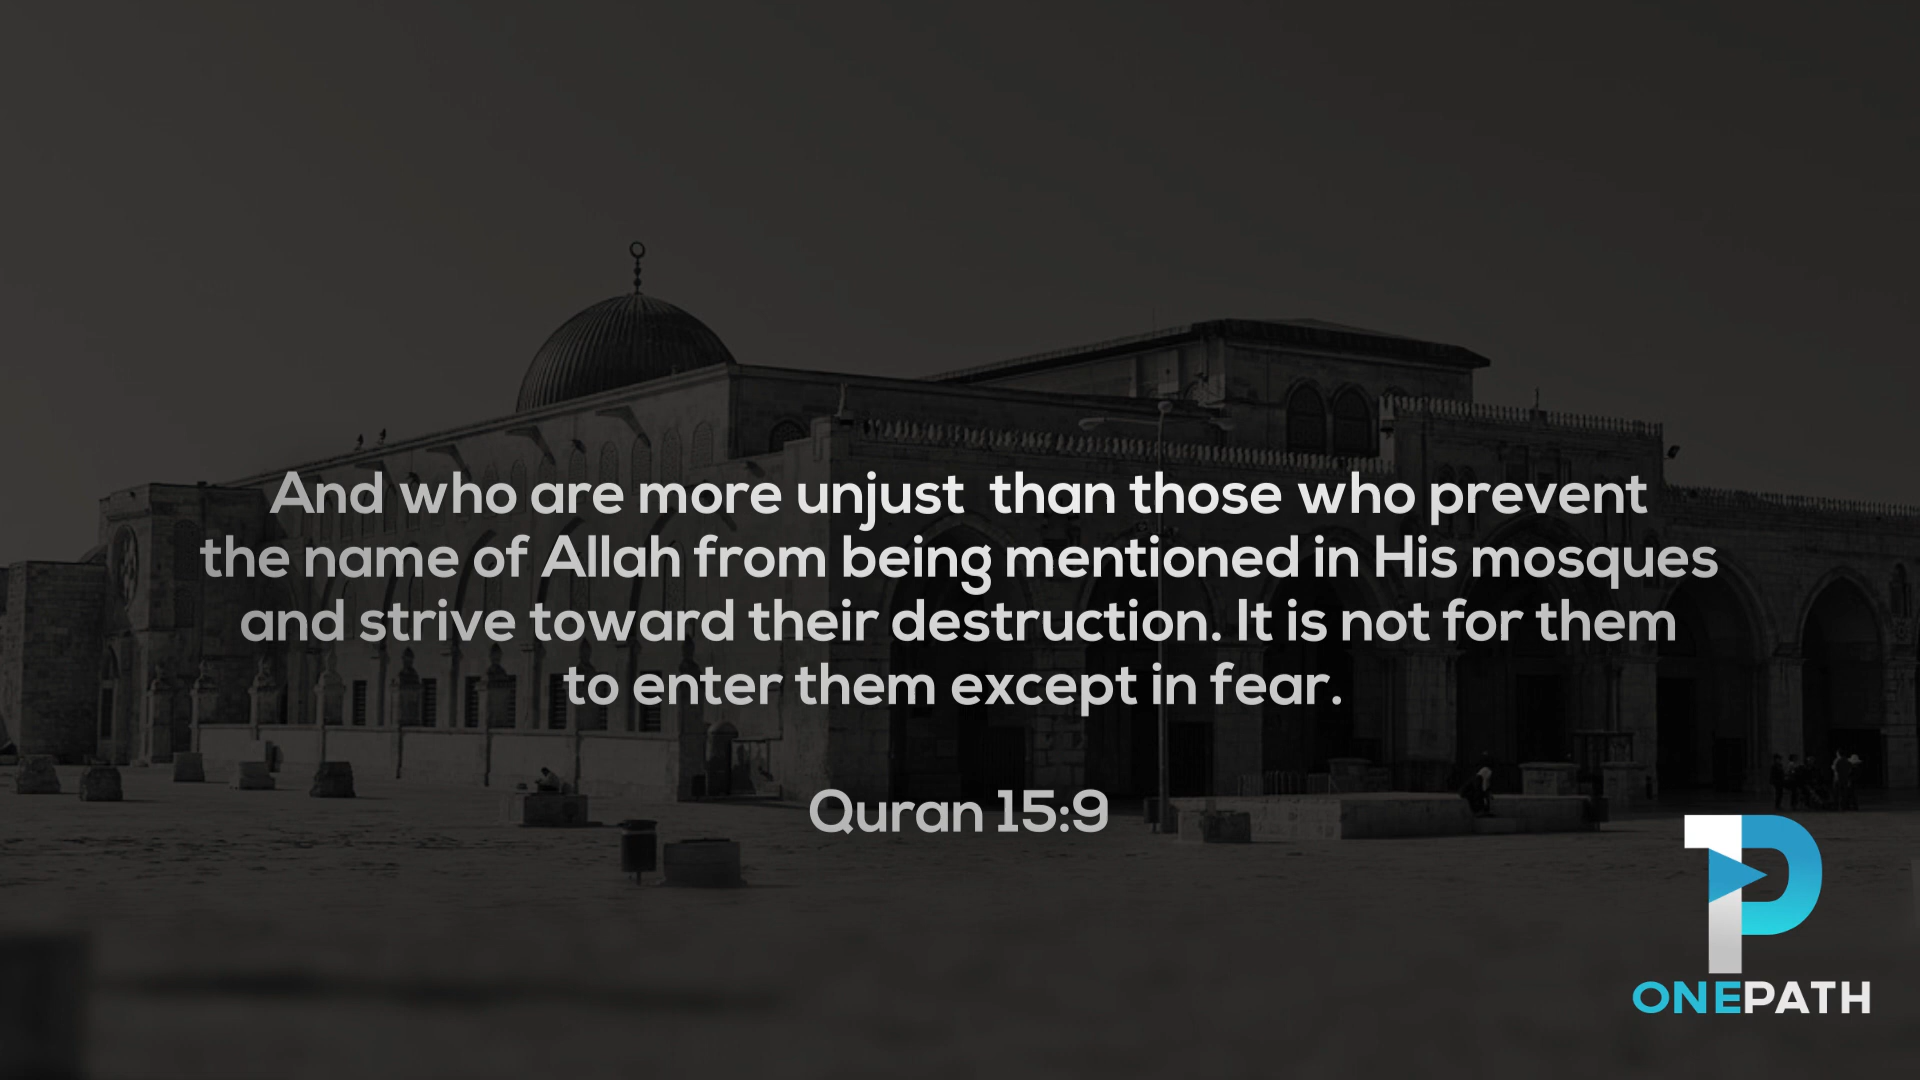 And who are more unjust than those who prevent
the name of Allah from being mentioned in His mosques
and strive toward their destruction. It is not for them
to enter them except in fear.
Quran 15:9
1P
ONEPATH